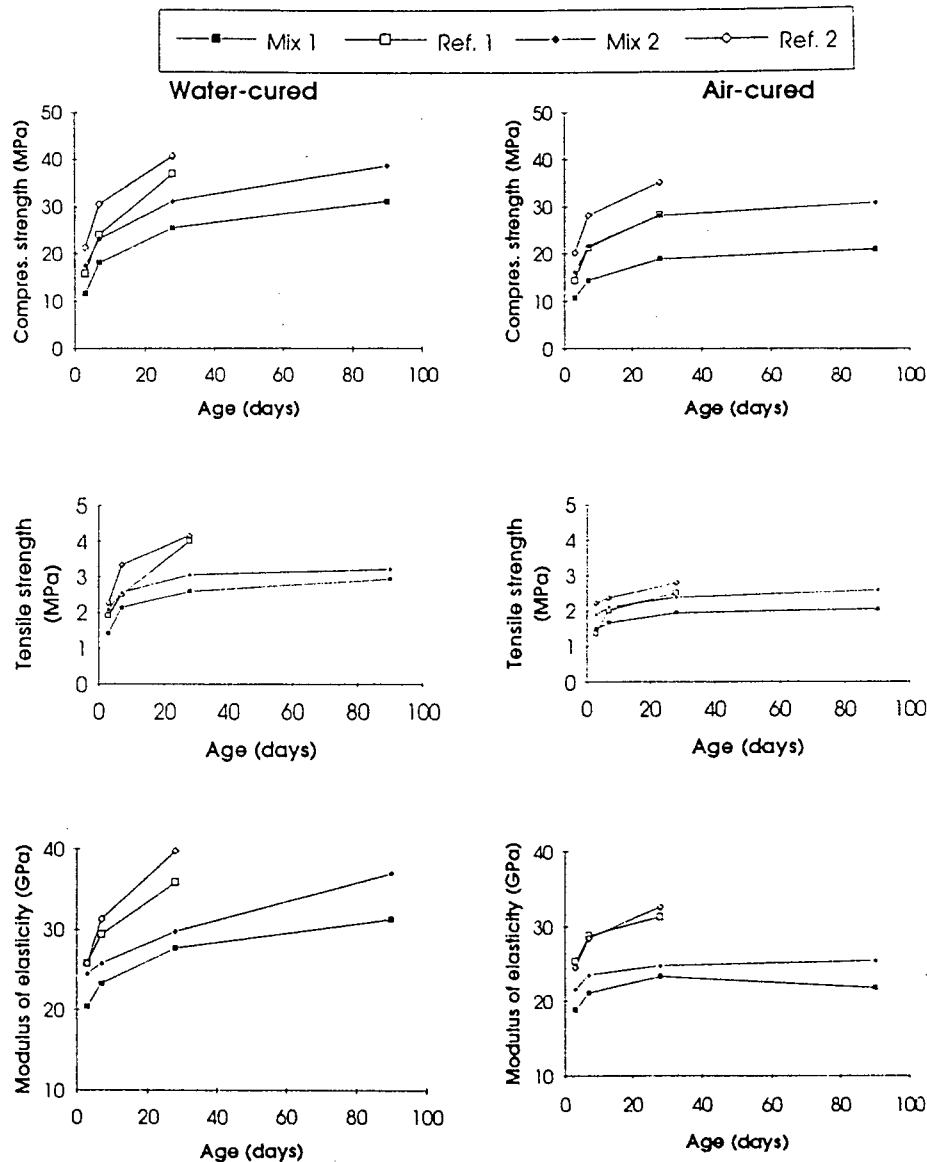 Mix 1 Ref. 1 Mix 2 Ref. 2
Water-cured
Air-cured
Compres. strength (MPa)
50
40
30
20
10
0
0 20 40 60 80 100
Age (days)
Compres. strength (MPa)
50
40
30
20
10
0
0 20 40 60 80 100
Age (days)
Tensile strength
(MPa)
5
4
3
2
1
0
0 20 40 60 80 100
Age (days)
Tensile strength
(MPa)
5
4
3
2
1
0
0 20 40 60 80 100
Age (days)
Modulus of elasticity (GPa)
40
30
20
10
0 20 40 60 80 100
Age (days)
Modulus of elasticity (GPa)
40
30
20
10
0 20 40 60 80 100
Age (days)